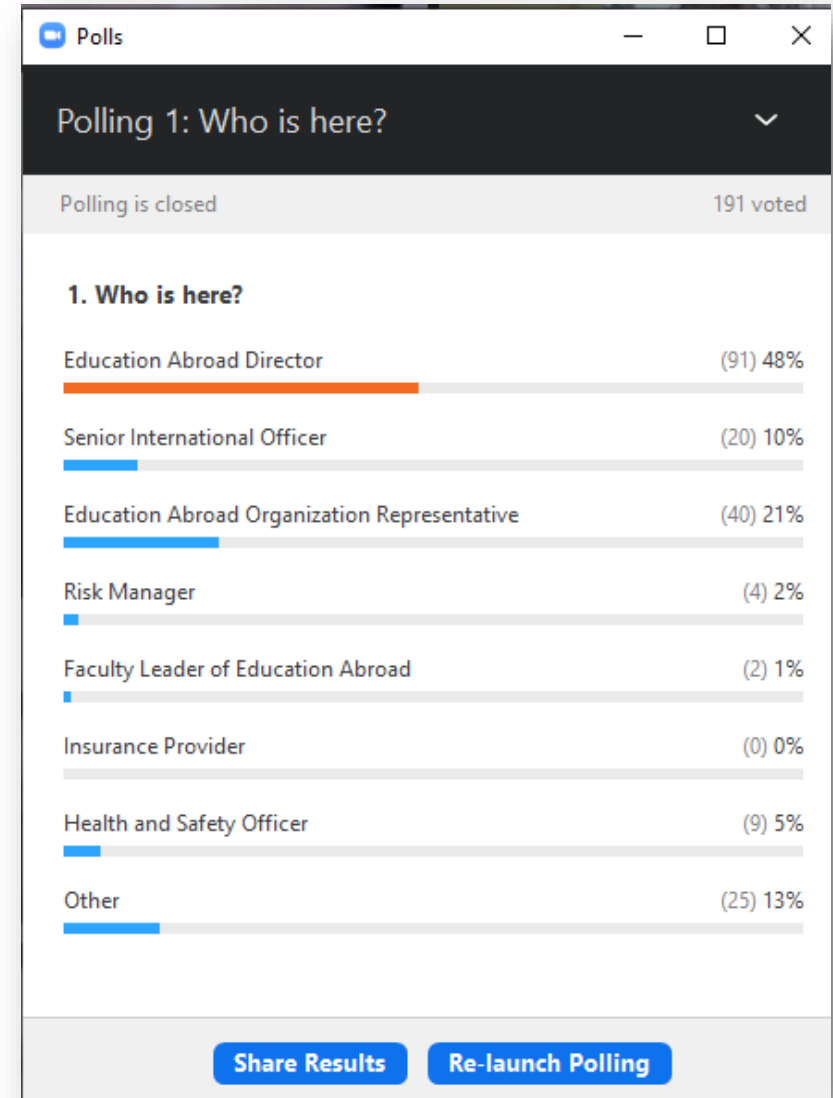 Polls
Polling 1: Who is here?
Polling is closed 191 voted
1. Who is here?
Education Abroad Director (91) 48%
Senior International Officer (20) 10%
Education Abroad Organization Representative (40) 21%
Risk Manager (4) 2%
Faculty Leader of Education Abroad (2) 1%
Insurance Provider (0) 0%
Health and Safety Officer (9) 5%
Other (25) 13%
Share Results Re-launch Polling